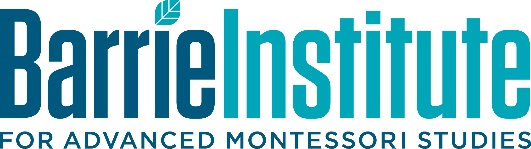 BarrieInstitute
FOR ADVANCED MONTESSORI STUDIES